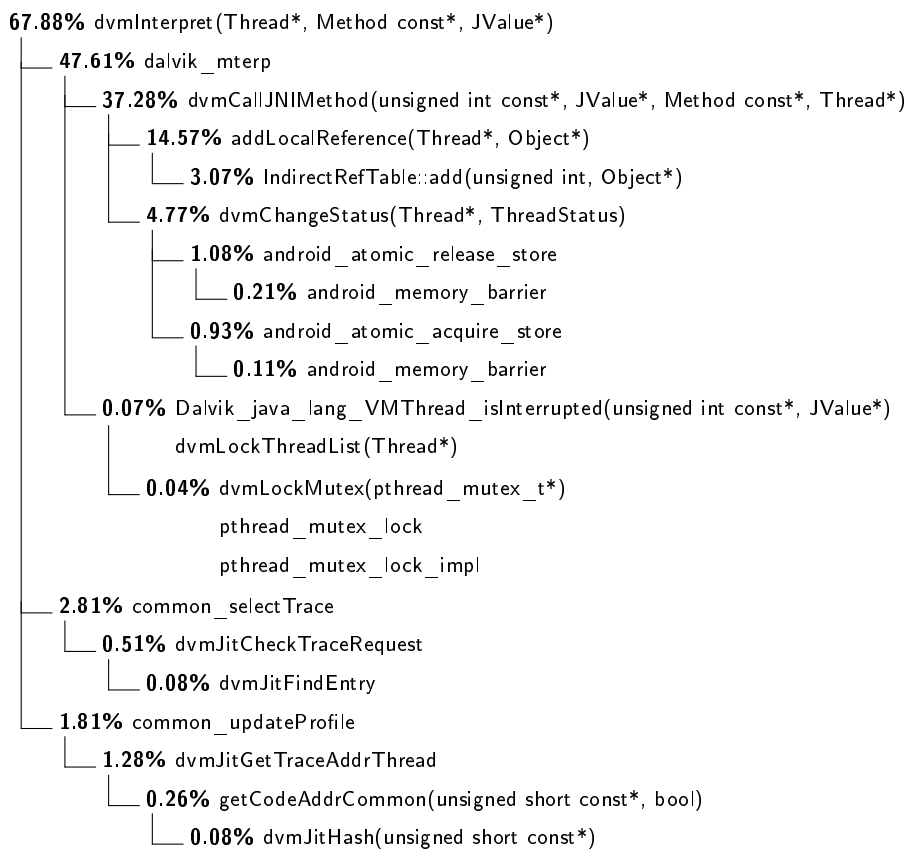 67.88% dvmInterpret(Thread*, Method const*, JValue*)
47.61% dalvik_mterp
37.28% dvmCallJNIMethod(unsigned int const*, JValue*, Method const*, Thread*)
14.57% addLocalReference(Thread*, Object*)
3.07% IndirectRefTable::add(unsigned int, Object*)
4.77% dvmChangeStatus(Thread*, ThreadStatus)
1.08% android_atomic_release_store
0.21% android_memory_barrier
0.93% android_atomic_acquire_store
0.11% android_memory_barrier
0.07% Dalvik_java_lang_VMThread_isInterrupted(unsigned int const*, JValue*)
dvmLockThreadList(Thread*)
0.04% dvmLockMutex(pthread_mutex_t*)
pthread_mutex_lock
pthread_mutex_lock_impl
2.81% common_selectTrace
0.51% dvmJitCheckTraceRequest
0.08% dvmJitFindEntry
1.81% common_updateProfile
1.28% dvmJitGetTraceAddrThread
0.26% getCodeAddrCommon(unsigned short const*, bool)
0.08% dvmJitHash(unsigned short const*)